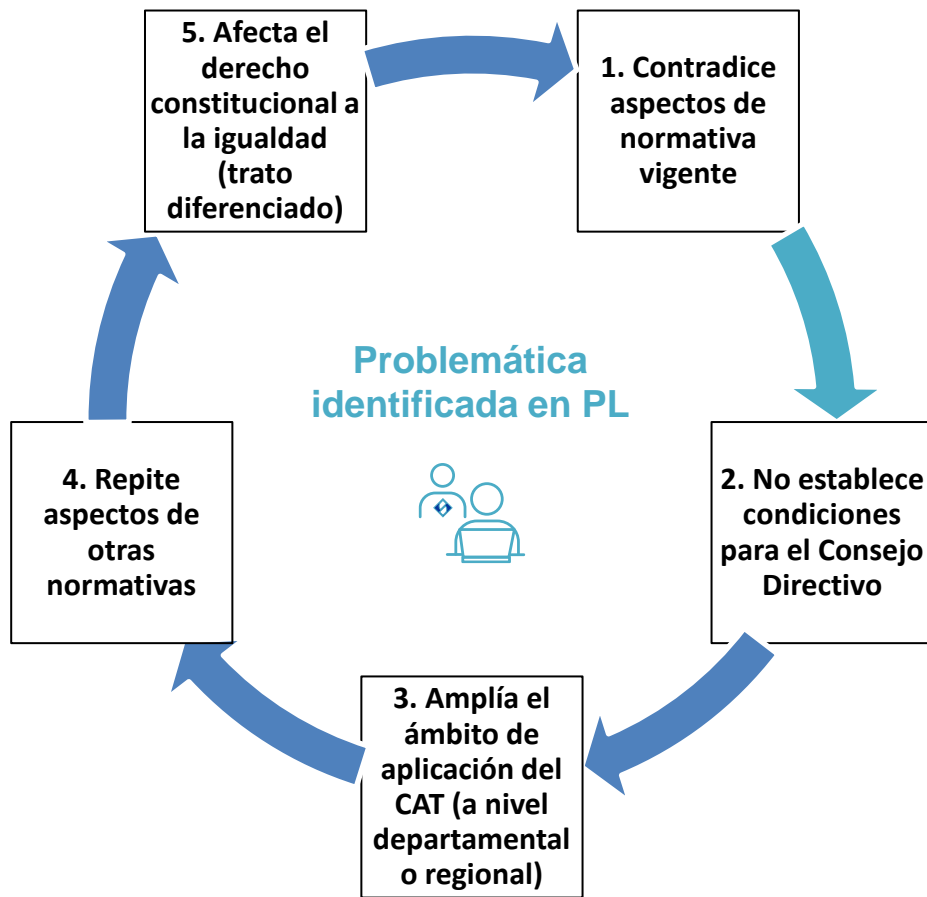 Problemática
identificada en PL
1. Contradice
aspectos de
normativa
vigente
2. No establece
condiciones
para el Consejo
Directivo
3. Amplía el
ámbito de
aplicación del
CAT (a nivel
departamental
o regional)
4. Repite
aspectos de
otras
normativas
5. Afecta el
derecho
constitucional a
la igualdad
(trato
diferenciado)